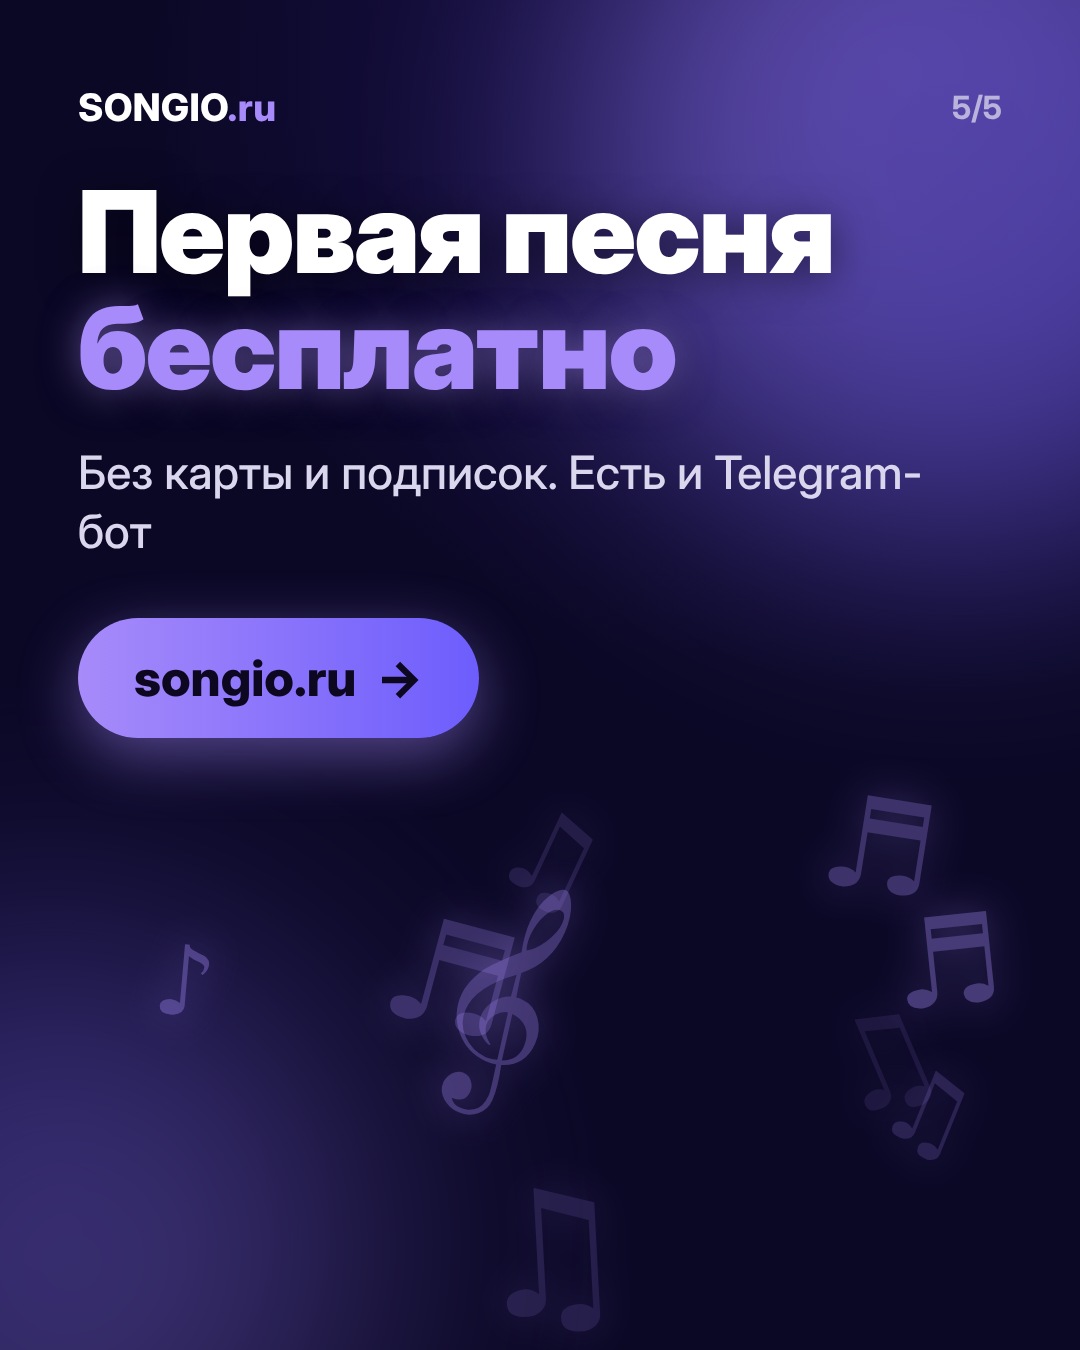 SONGIO.ru
5/5
Первая песня
бесплатно
Без карты и подписок. Есть и Telegram-
бот
songio.ru →